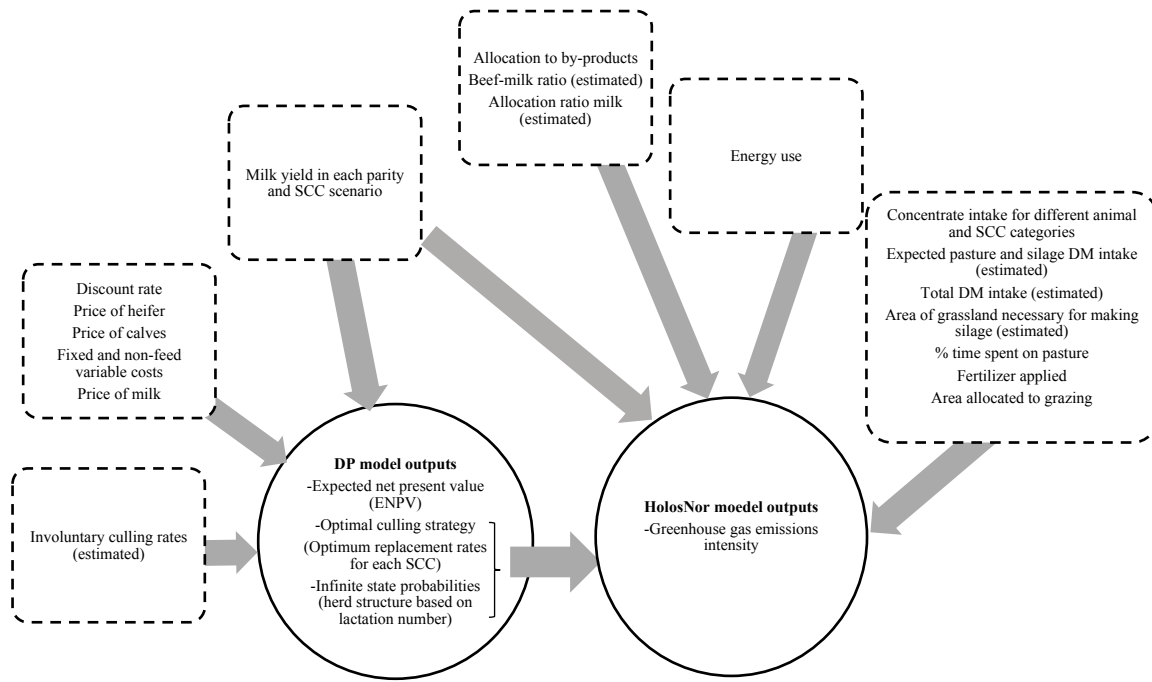 Allocation to by-products
Beef-milk ratio (estimated)
Allocation ratio milk
(estimated)
Energy use
Milk yield in each parity
and SCC scenario
Concentrate intake for different animal
and SCC categories
Expected pasture and silage DM intake
(estimated)
Total DM intake (estimated)
Area of grassland necessary for making
silage (estimated)
% time spent on pasture
Fertilizer applied
Area allocated to grazing
Discount rate
Price of heifer
Price of calves
Fixed and non-feed
variable costs
Price of milk
Involuntary culling rates
(estimated)
DP model outputs
-Expected net present value
(ENPV)
-Optimal culling strategy
(Optimum replacement rates
for each SCC)
-Infinite state probabilities
(herd structure based on
lactation number)
HolosNor moedel outputs
-Greenhouse gas emissions
intensity